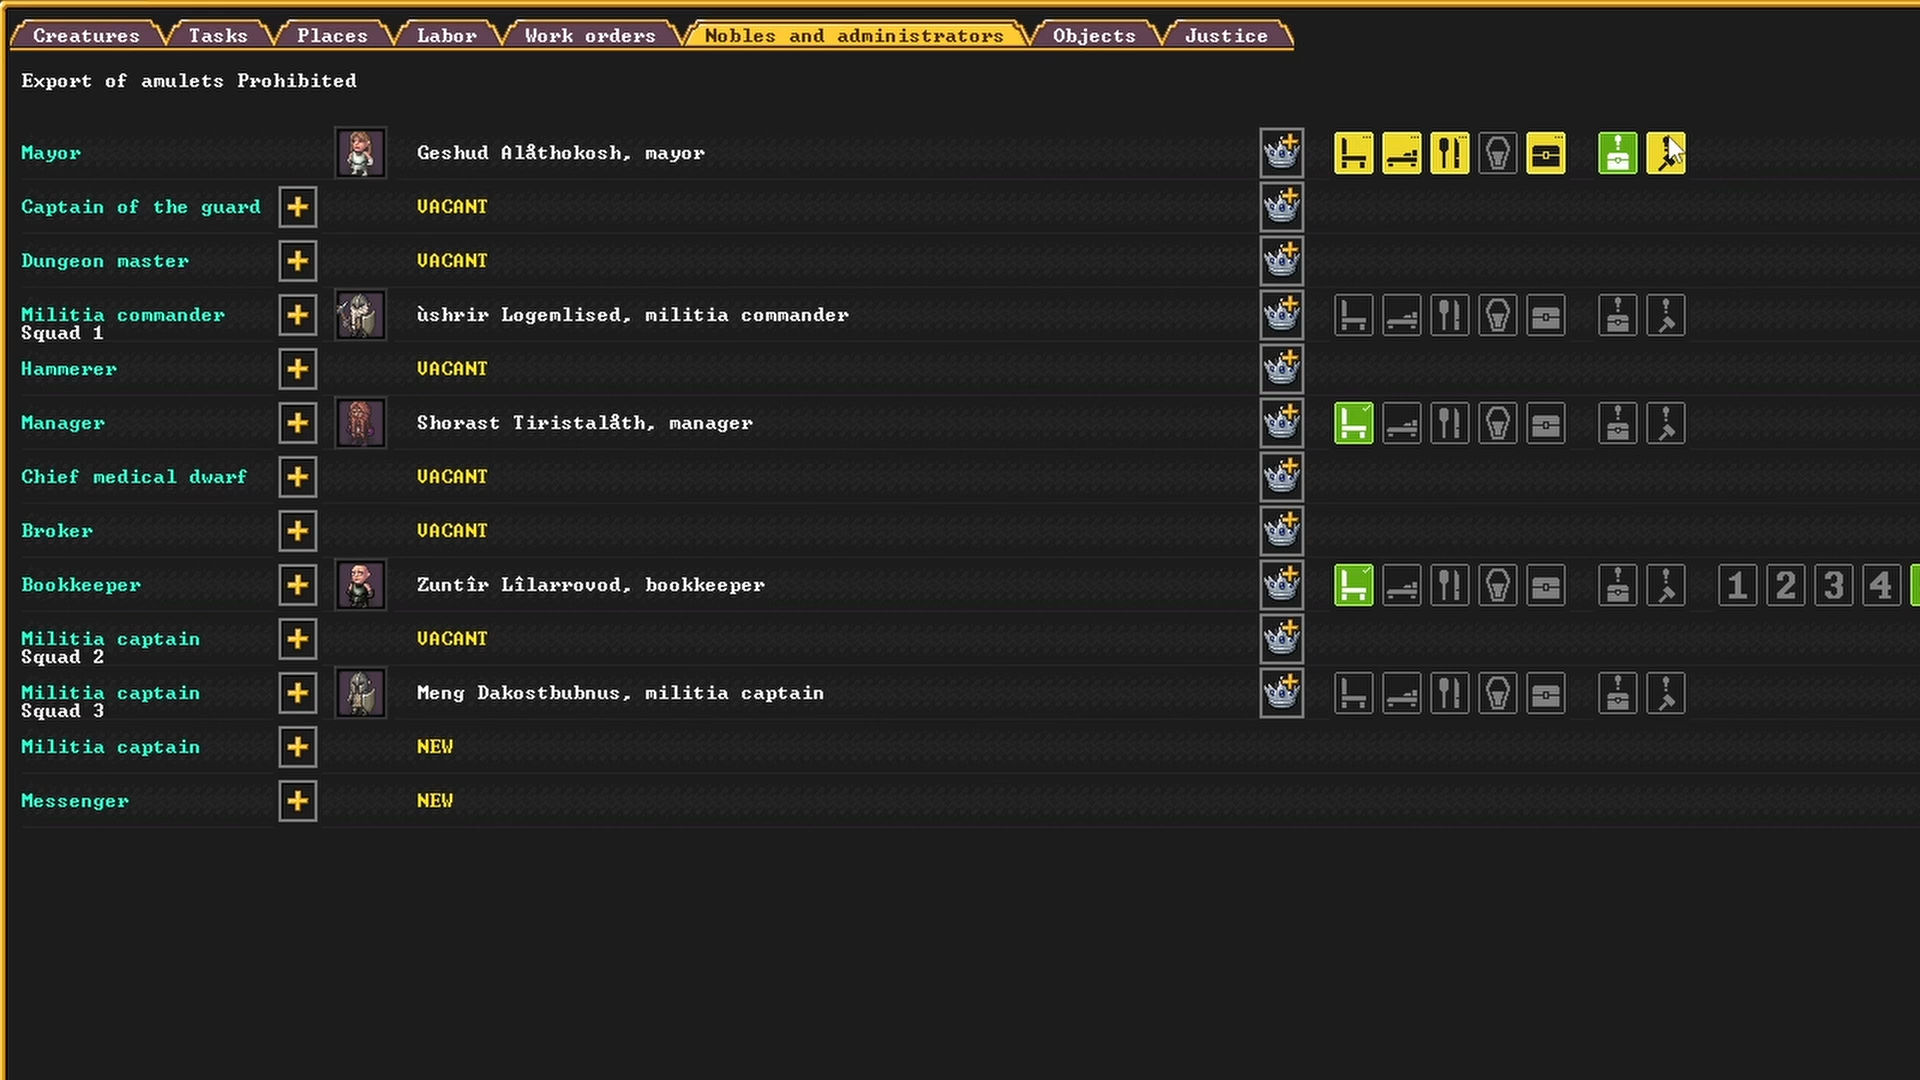 Creatures Tasks Places Labor Work orders Nobles and administrators Objects Justice
Export of amulets Prohibited
Mayor Geshud Alåthokosh, mayor
Captain of the guard VACANT
Dungeon master VACANT
Militia commander ùshrir Logemlised, militia commander
Squad 1
Hammerer VACANT
Manager Shorast Tiristalåth, manager
Chief medical dwarf VACANT
Broker VACANT
Bookkeeper Zuntîr Lîlarrovod, bookkeeper 1 2 3 4
Militia captain VACANT
Squad 2
Militia captain Meng Dakostbubnus, militia captain
Squad 3
Militia captain NEW
Messenger NEW